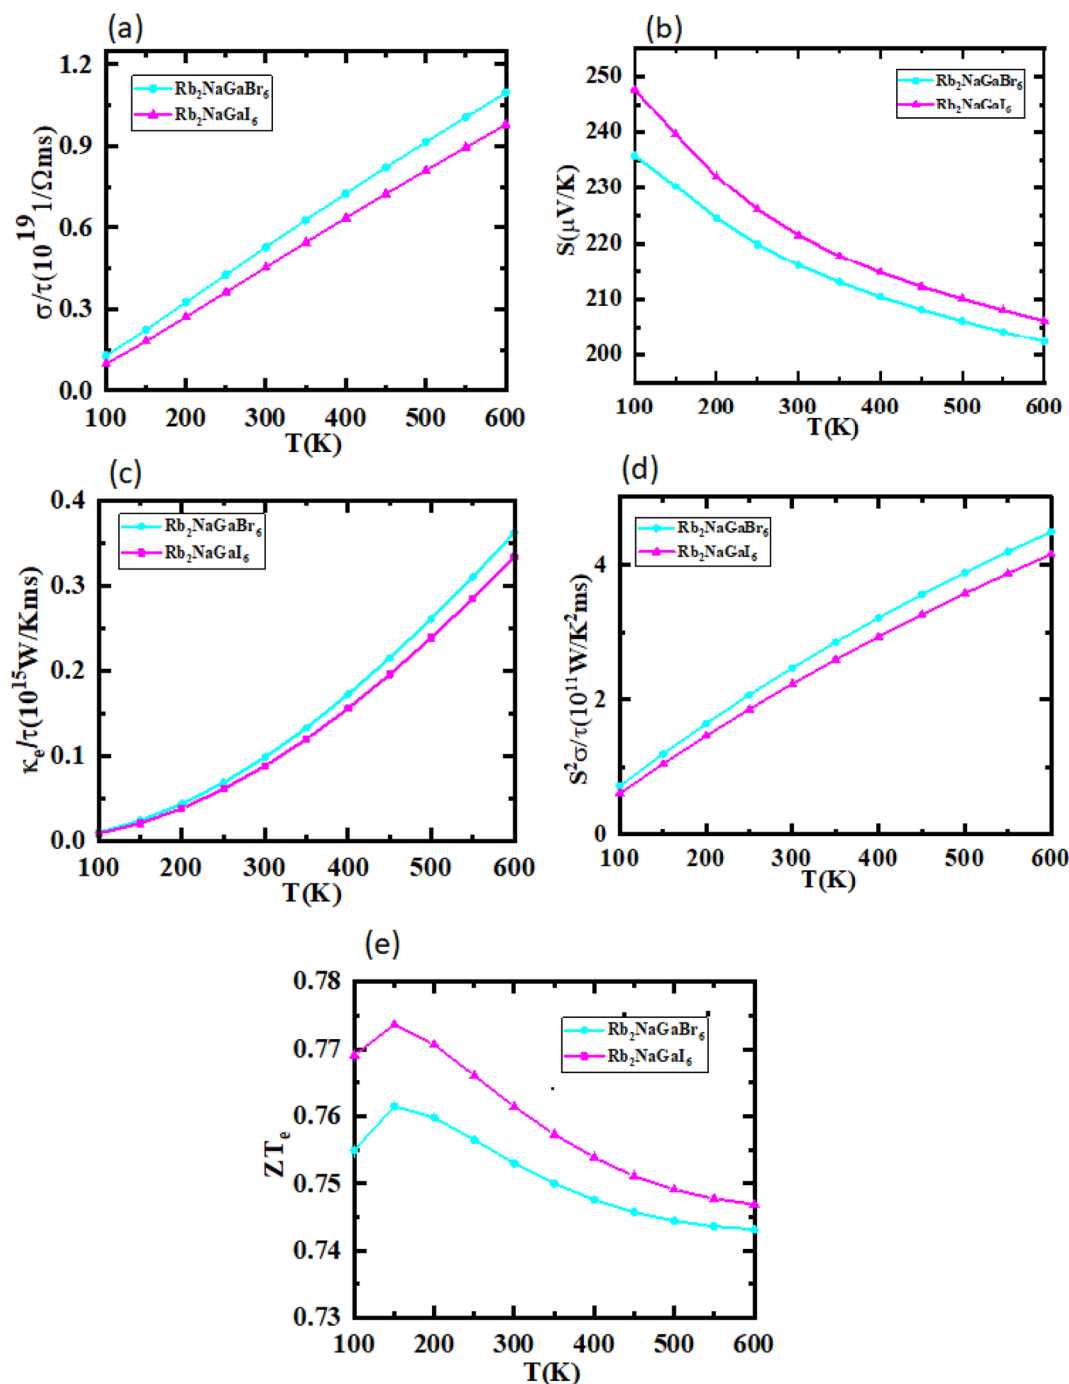 (a)
1.2
0.9
0.6
0.3
0.0
σ/τ(10^19 1/Ωms)
Rb₂NaGaBr₆
Rb₂NaGaI₆
100 200 300 400 500 600
T(K)
(b)
250
240
230
220
210
200
S(μV/K)
Rb₂NaGaBr₆
Rb₂NaGaI₆
100 200 300 400 500 600
T(K)
(c)
0.4
0.3
0.2
0.1
0.0
κₑ/τ(10^15W/Kms)
Rb₂NaGaBr₆
Rb₂NaGaI₆
100 200 300 400 500 600
T(K)
(d)
4
2
0
S²σ/τ(10^11W/K²ms)
Rb₂NaGaBr₆
Rb₂NaGaI₆
100 200 300 400 500 600
T(K)
(e)
0.78
0.77
0.76
0.75
0.74
0.73
ZTₑ
Rb₂NaGaBr₆
Rb₂NaGaI₆
100 200 300 400 500 600
T(K)